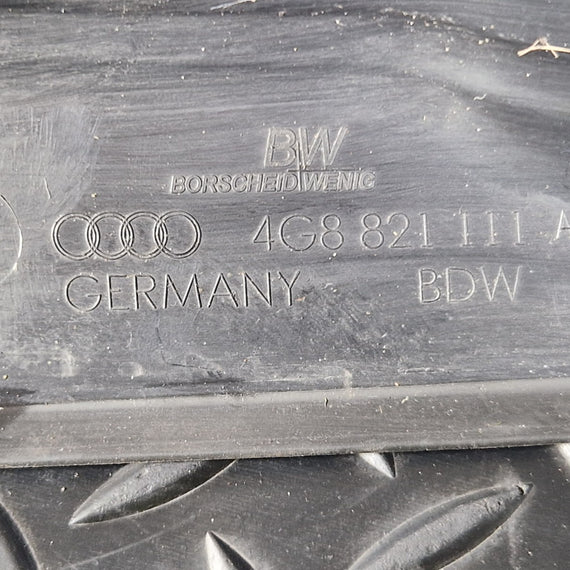 BW
BORSCHEID WENIG
4G8 821 111 A
GERMANY BDW